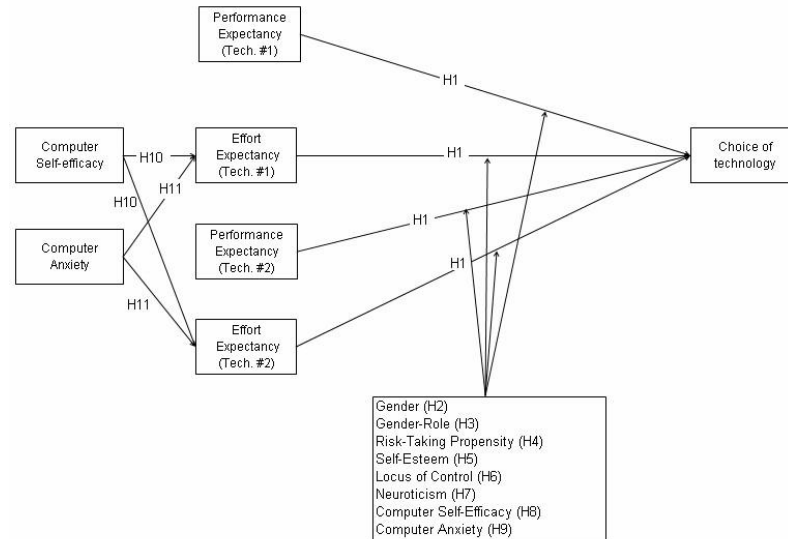 Performance
Expectancy
(Tech. #1)
H1
Computer
Self-efficacy
H10
Effort
Expectancy
(Tech. #1)
H1
Choice of
technology
H11
H10
Computer
Anxiety
Performance
Expectancy
(Tech. #2)
H1
H1
H11
Effort
Expectancy
(Tech. #2)
Gender (H2)
Gender-Role (H3)
Risk-Taking Propensity (H4)
Self-Esteem (H5)
Locus of Control (H6)
Neuroticism (H7)
Computer Self-Efficacy (H8)
Computer Anxiety (H9)